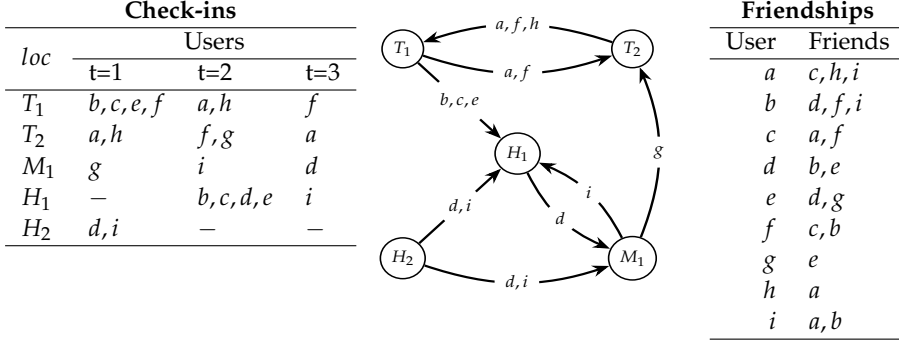 Check-ins
loc Users
t=1 t=2 t=3
T₁ b, c, e, f a, h f
T₂ a, h f, g a
M₁ g i d
H₁ − b, c, d, e i
H₂ d, i − −
a, f, h
T₁ T₂
a, f
b, c, e
H₁
g
d, i i
d
H₂ M₁
d, i
Friendships
User Friends
a c, h, i
b d, f, i
c a, f
d b, e
e d, g
f c, b
g e
h a
i a, b